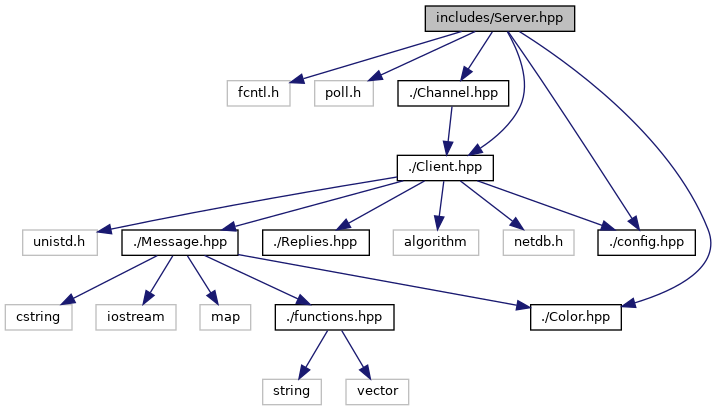 includes/Server.hpp
fcntl.h
poll.h
./Channel.hpp
./Client.hpp
unistd.h
./Message.hpp
./Replies.hpp
algorithm
netdb.h
./config.hpp
cstring
iostream
map
./functions.hpp
./Color.hpp
string
vector